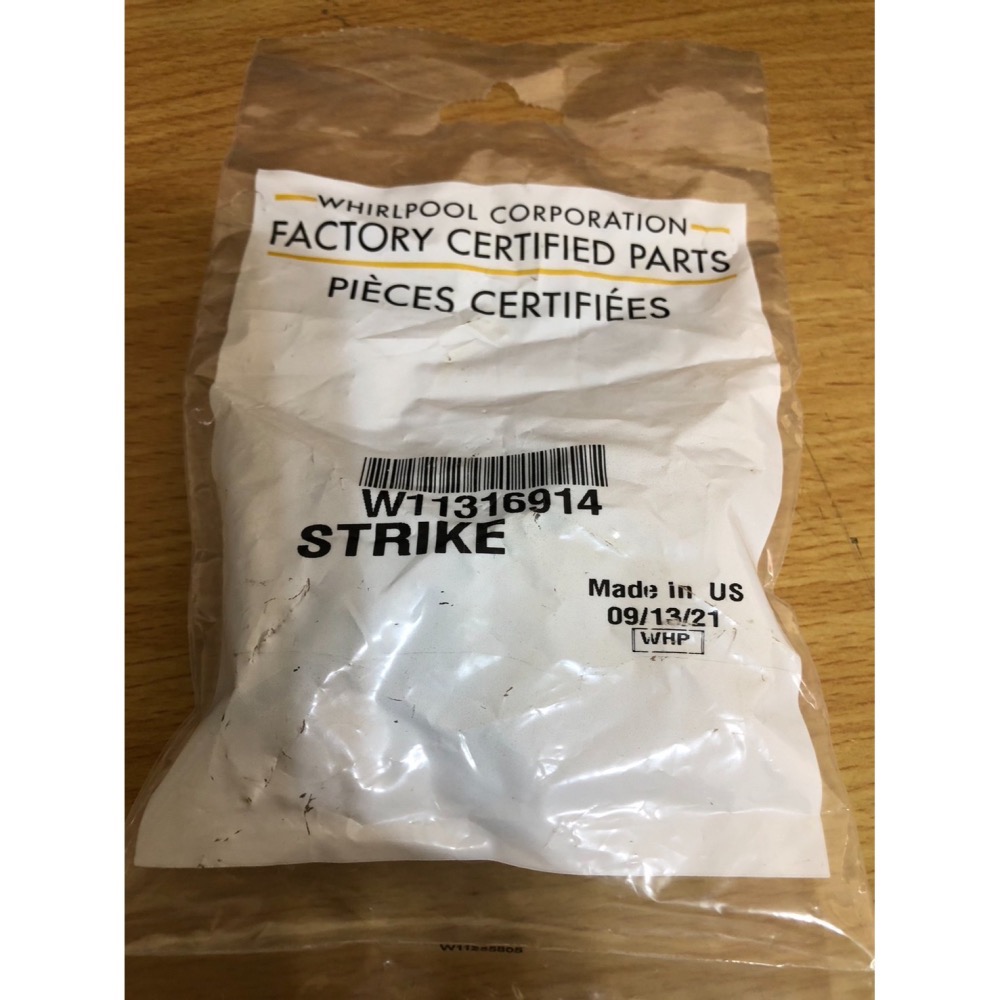 WHIRLPOOL CORPORATION
FACTORY CERTIFIED PARTS
PIÈCES CERTIFIÉES
W11316914
STRIKE
Made in US
09/13/21
WHP